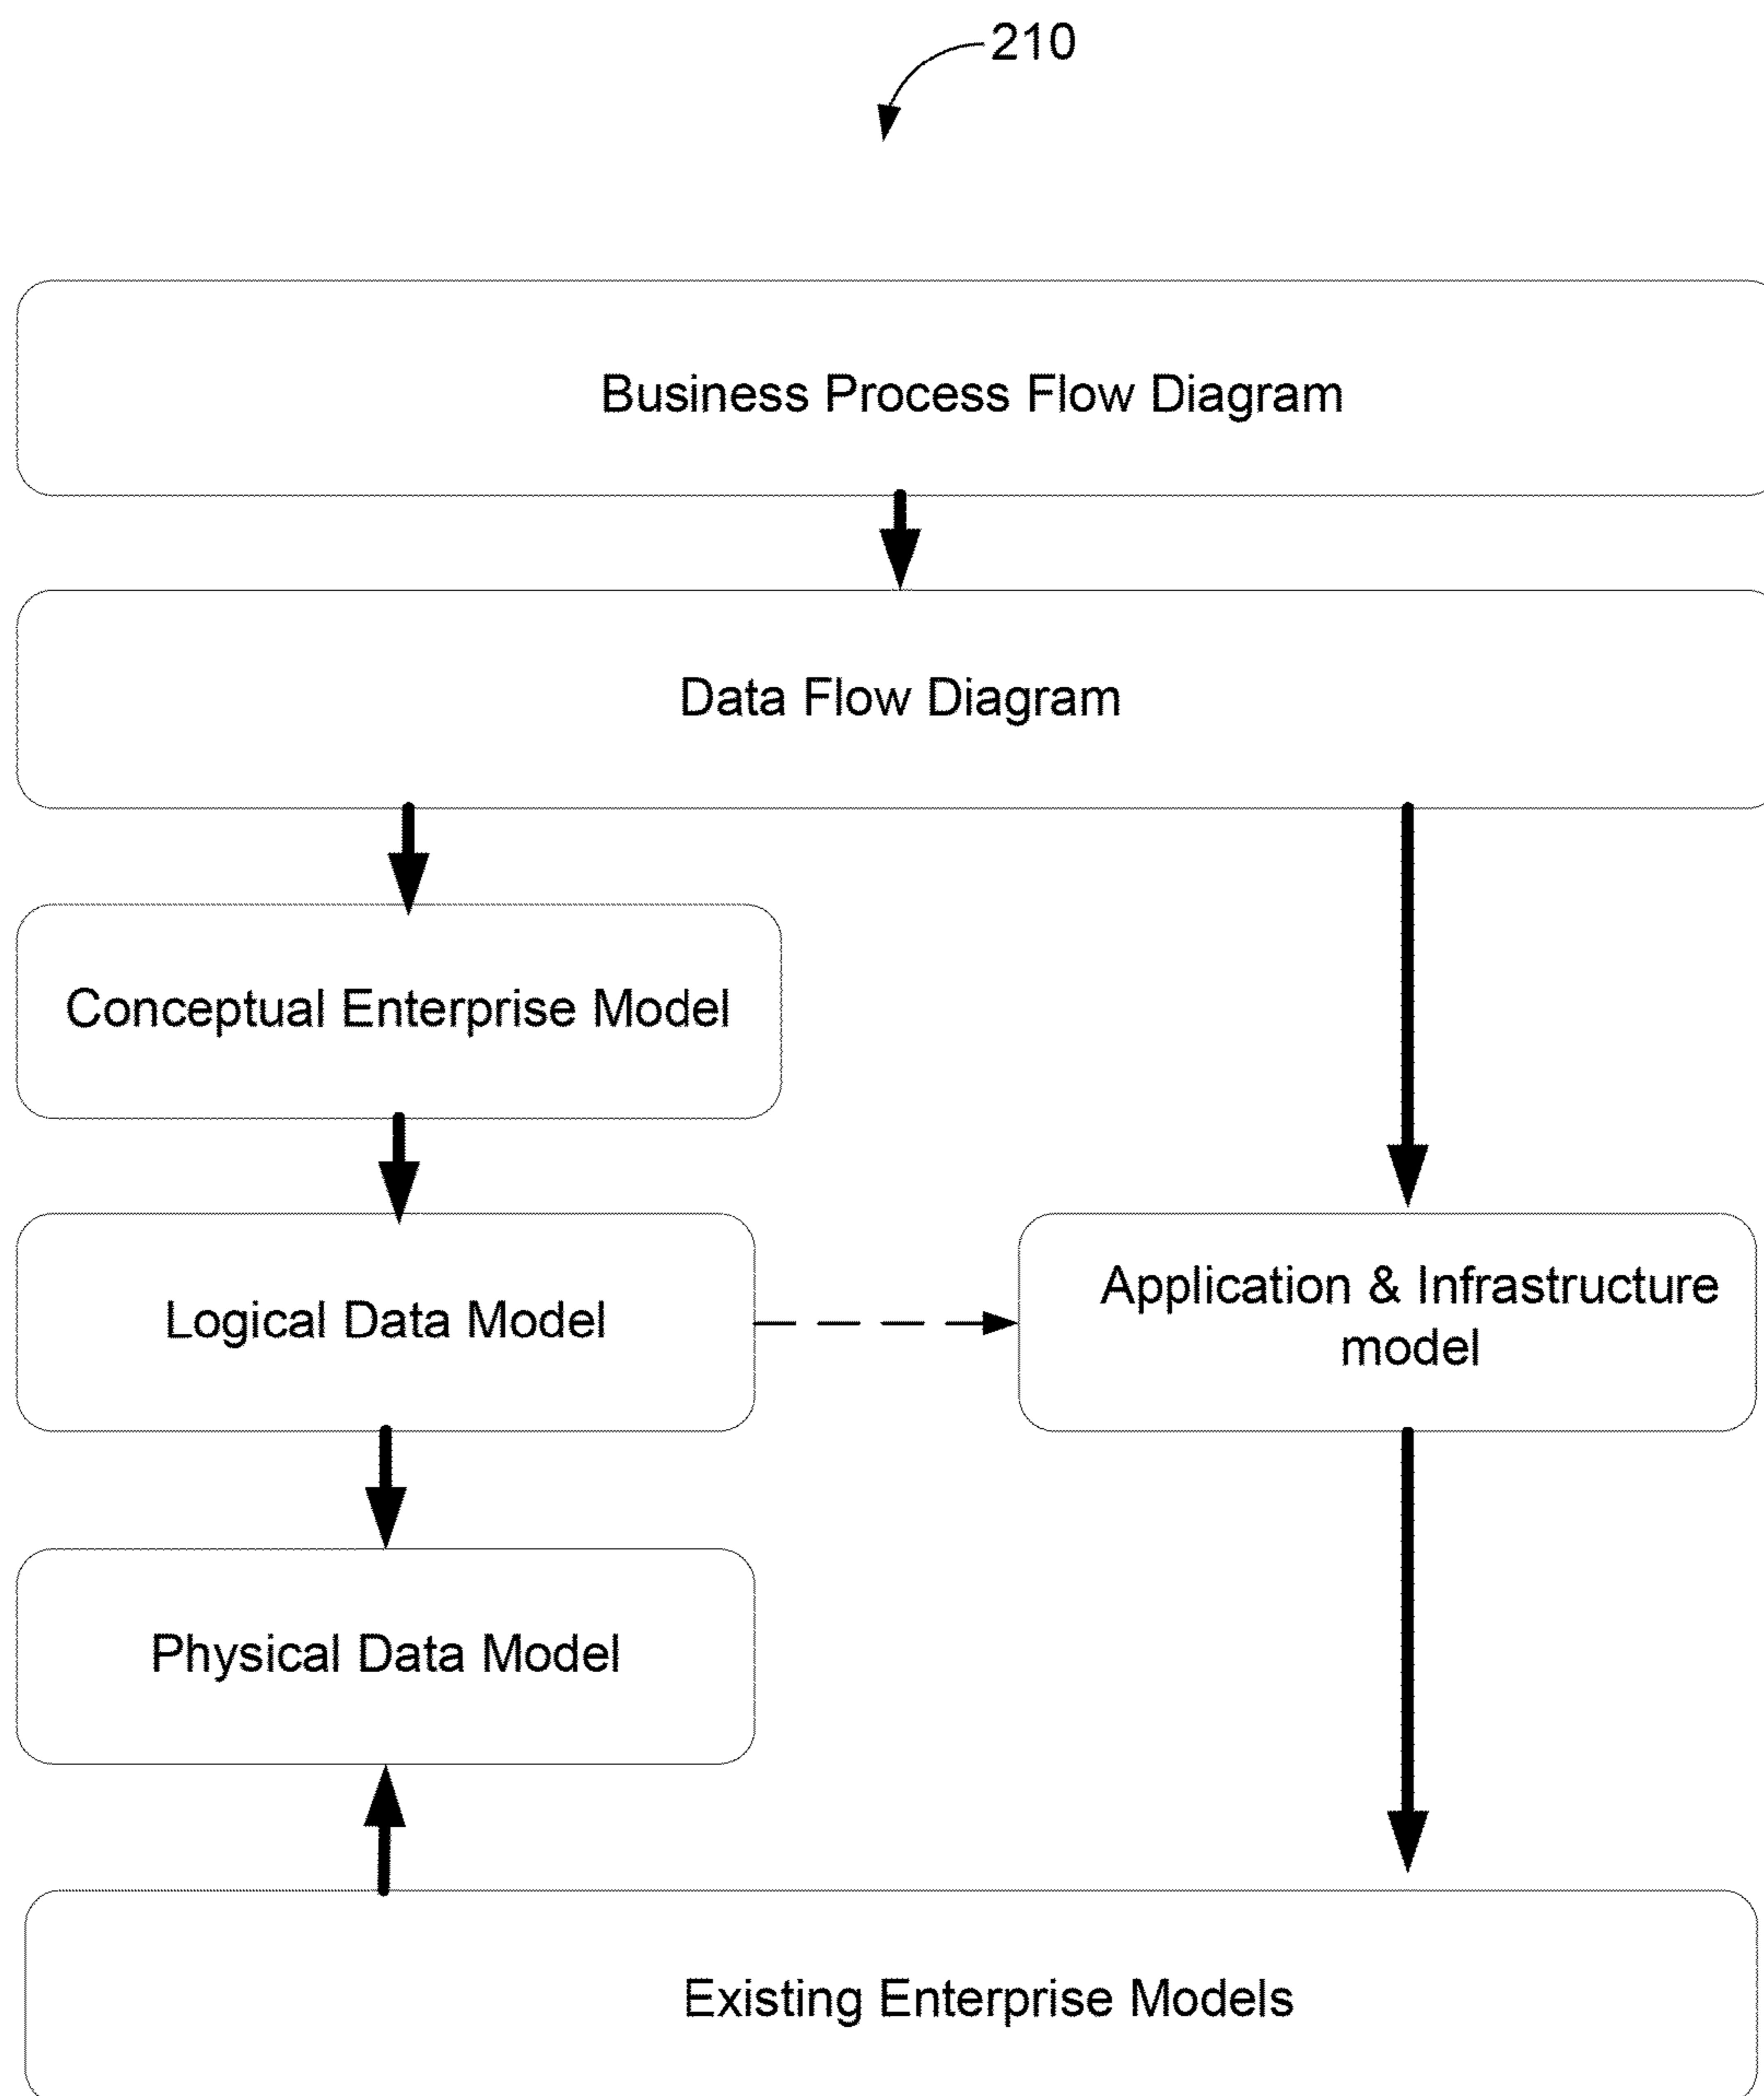 210
Business Process Flow Diagram
Data Flow Diagram
Conceptual Enterprise Model
Logical Data Model
Application & Infrastructure
model
Physical Data Model
Existing Enterprise Models